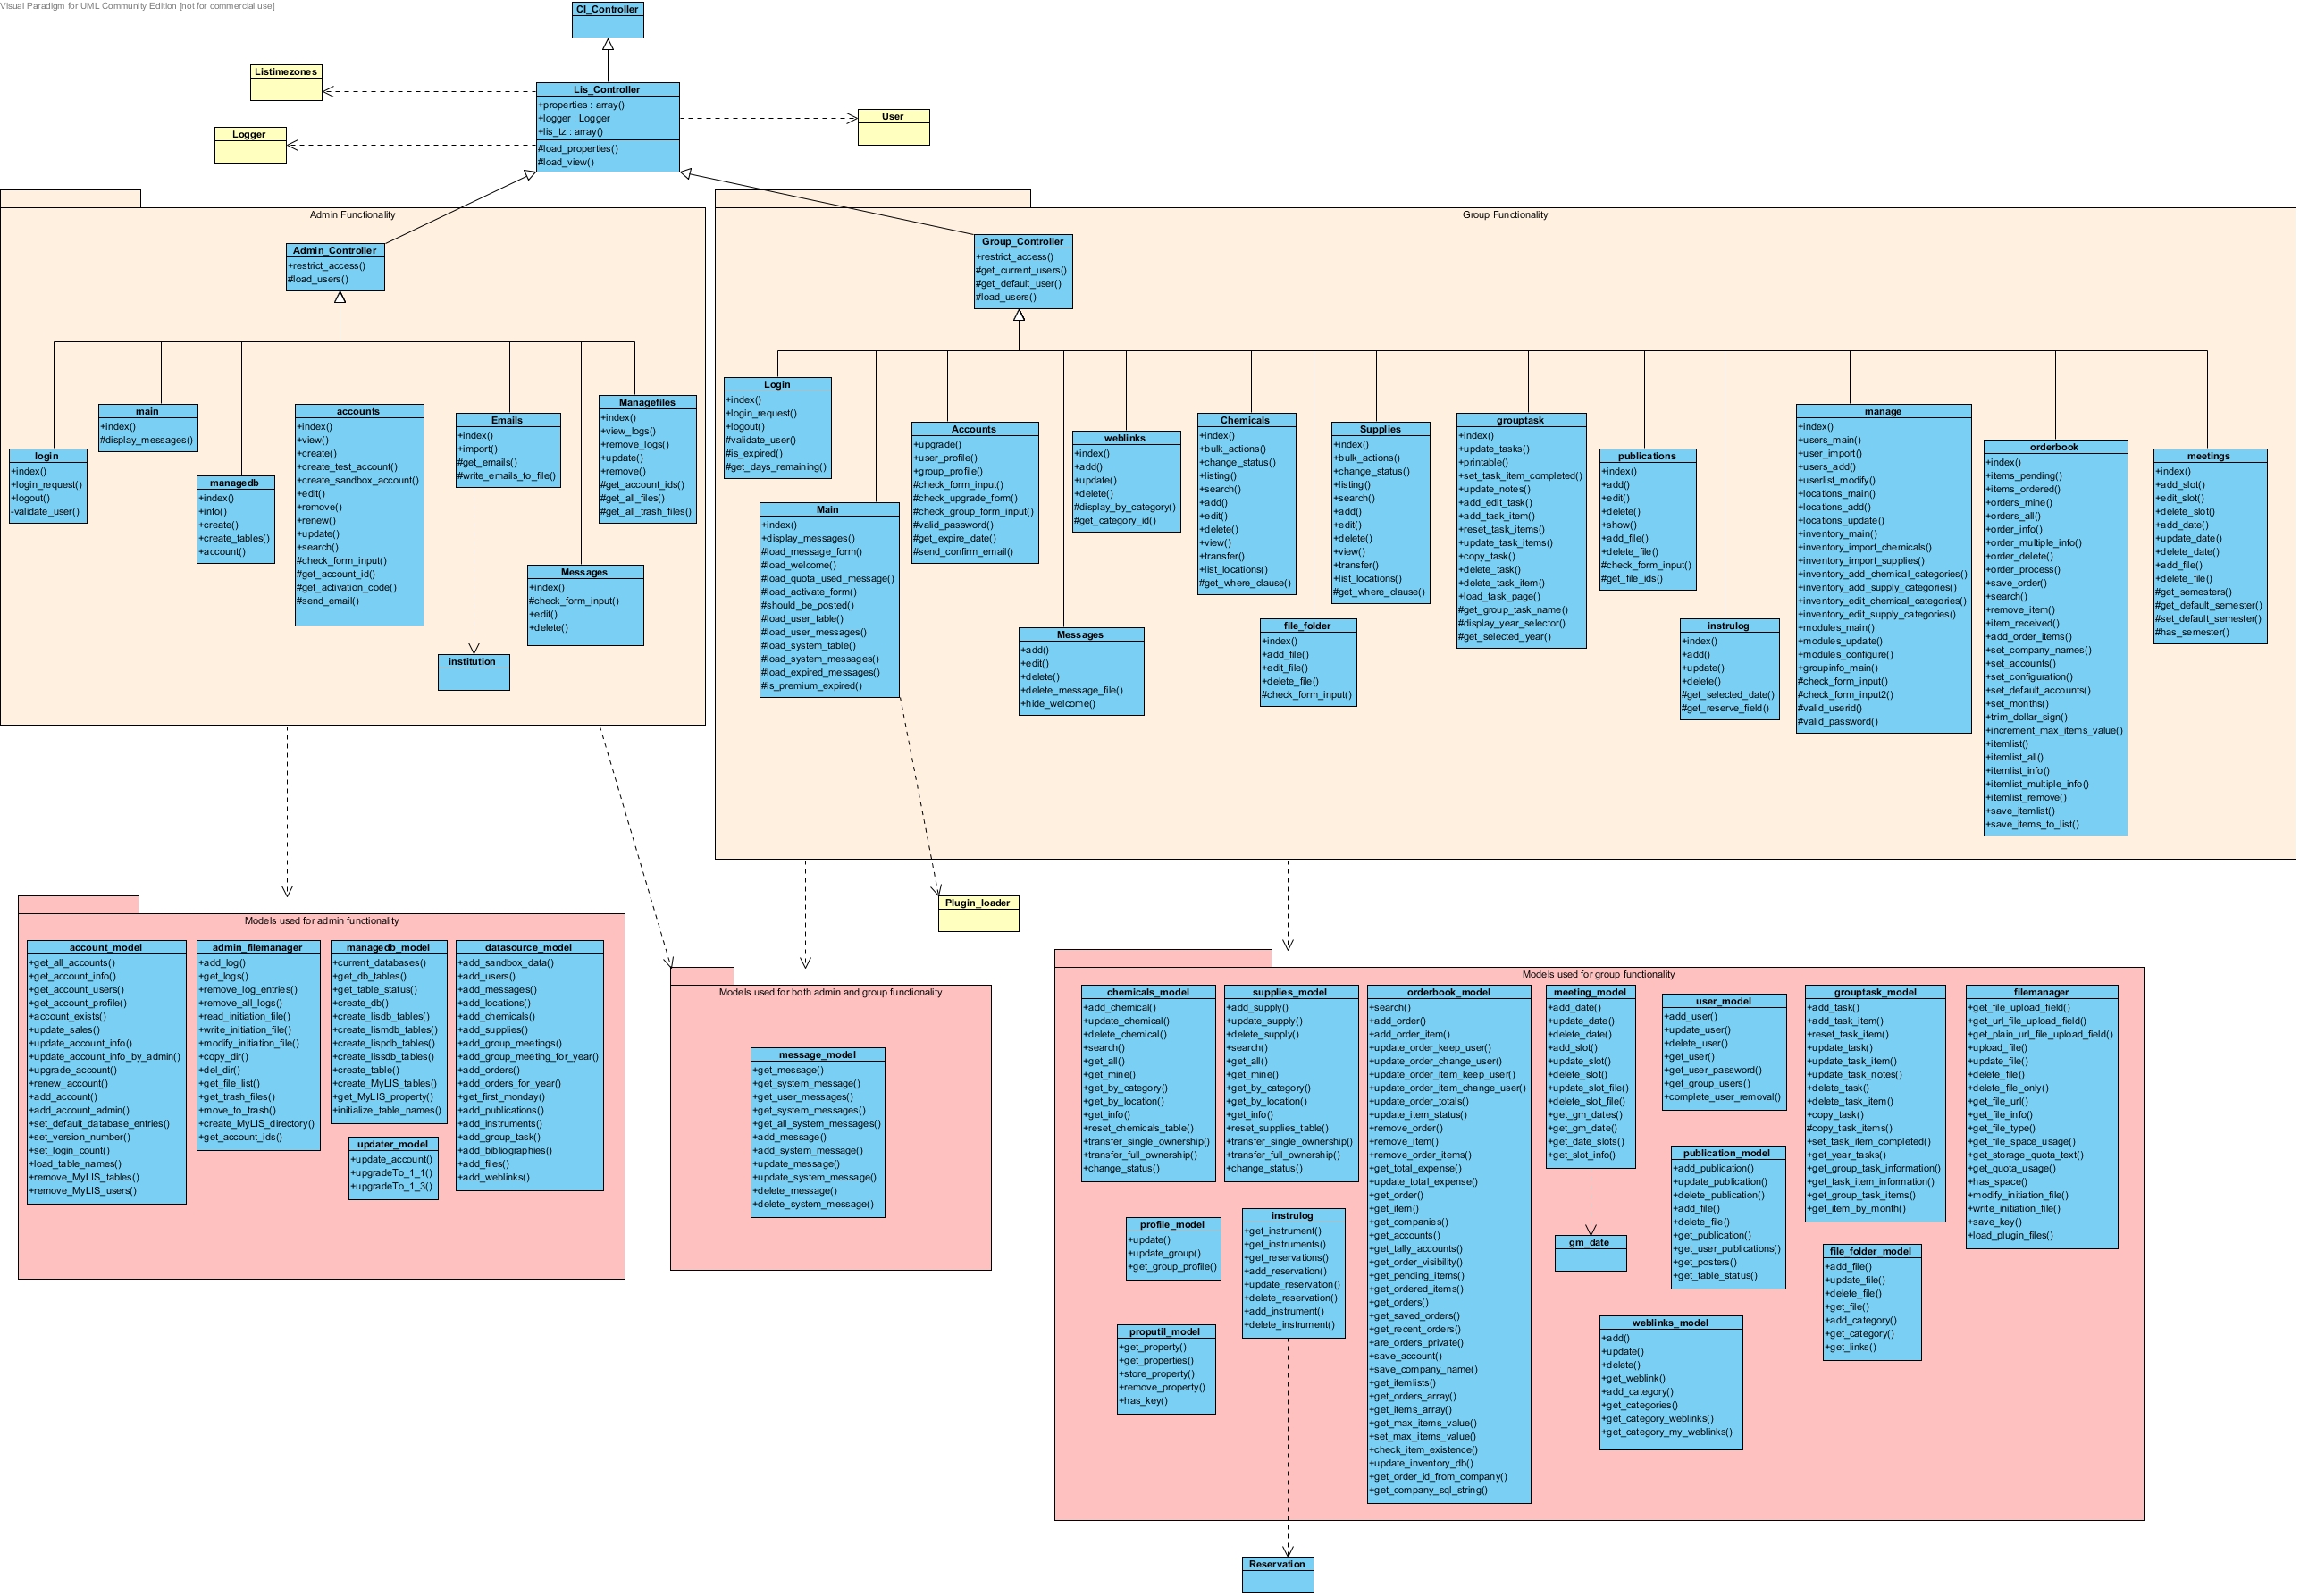 Visual Paradigm for UML Community Edition [not for commercial use]
CI_Controller
Listimezones
Lis_Controller
+properties : array()
+logger : Logger
+lis_tz : array()
#load_properties()
#load_view()
User
Logger
Admin Functionality
Admin_Controller
+restrict_access()
#load_users()
login
+index()
+login_request()
+logout()
-validate_user()
main
+index()
#display_messages()
managedb
+index()
+info()
+create()
+create_tables()
+account()
accounts
+index()
+view()
+create()
+create_test_account()
+create_sandbox_account()
+edit()
+remove()
+renew()
+update()
+search()
#check_form_input()
#get_account_id()
#get_activation_code()
#send_email()
Emails
+index()
+import()
#get_emails()
#write_emails_to_file()
institution
Messages
+index()
#check_form_input()
+edit()
+delete()
Managefiles
+index()
+view_logs()
+remove_logs()
+update()
+remove()
#get_account_ids()
#get_all_files()
#get_all_trash_files()
Group Functionality
Group_Controller
+restrict_access()
#get_current_users()
#get_default_user()
#load_users()
Login
+index()
+login_request()
+logout()
#validate_user()
#is_expired()
#get_days_remaining()
Main
+index()
+display_messages()
#load_message_form()
#load_welcome()
#load_quota_used_message()
#load_activate_form()
#should_be_posted()
#load_user_table()
#load_user_messages()
#load_system_table()
#load_system_messages()
#load_expired_messages()
#is_premium_expired()
Accounts
+upgrade()
+user_profile()
+group_profile()
#check_form_input()
#check_upgrade_form()
#check_group_form_input()
#valid_password()
#get_expire_date()
#send_confirm_email()
Messages
+add()
+edit()
+delete()
+delete_message_file()
+hide_welcome()
weblinks
+index()
+add()
+update()
+delete()
#display_by_category()
#get_category_id()
Chemicals
+index()
+bulk_actions()
+change_status()
+listing()
+search()
+add()
+edit()
+delete()
+view()
+transfer()
+list_locations()
#get_where_clause()
file_folder
+index()
+add_file()
+edit_file()
+delete_file()
#check_form_input()
Supplies
+index()
+bulk_actions()
+change_status()
+listing()
+search()
+add()
+edit()
+delete()
+view()
+transfer()
+list_locations()
#get_where_clause()
grouptask
+index()
+update_tasks()
+printable()
+set_task_item_completed()
+update_notes()
+add_edit_task()
+add_task_item()
+reset_task_items()
+update_task_items()
+copy_task()
+delete_task()
+delete_task_item()
+load_task_page()
#get_group_task_name()
#display_year_selector()
#get_selected_year()
publications
+index()
+add()
+edit()
+delete()
+show()
+add_file()
+delete_file()
#check_form_input()
#get_file_ids()
instrulog
+index()
+add()
+update()
+delete()
#get_selected_date()
#get_reserve_field()
manage
+index()
+users_main()
+user_import()
+users_add()
+userlist_modify()
+locations_main()
+locations_add()
+locations_update()
+inventory_main()
+inventory_import_chemicals()
+inventory_import_supplies()
+inventory_add_chemical_categories()
+inventory_add_supply_categories()
+inventory_edit_chemical_categories()
+inventory_edit_supply_categories()
+modules_main()
+modules_update()
+modules_configure()
+groupinfo_main()
#check_form_input()
#check_form_input2()
#valid_userid()
#valid_password()
orderbook
+index()
+items_pending()
+items_ordered()
+orders_mine()
+orders_all()
+order_info()
+order_multiple_info()
+order_delete()
+order_process()
+save_order()
+search()
+remove_item()
+item_received()
+add_order_items()
+set_company_names()
+set_accounts()
+set_configuration()
+set_default_accounts()
+set_months()
+trim_dollar_sign()
+increment_max_items_value()
+itemlist()
+itemlist_all()
+itemlist_info()
+itemlist_multiple_info()
+itemlist_remove()
+save_itemlist()
+save_items_to_list()
meetings
+index()
+add_slot()
+edit_slot()
+delete_slot()
+add_date()
+update_date()
+delete_date()
+add_file()
+delete_file()
#get_semesters()
#get_default_semester()
#set_default_semester()
#has_semester()
Plugin_loader
Models used for admin functionality
account_model
+get_all_accounts()
+get_account_info()
+get_account_users()
+get_account_profile()
+account_exists()
+update_sales()
+update_account_info()
+update_account_info_by_admin()
+upgrade_account()
+renew_account()
+add_account()
+add_account_admin()
+set_default_database_entries()
+set_version_number()
+set_login_count()
+load_table_names()
+remove_MyLIS_tables()
+remove_MyLIS_users()
admin_filemanager
+add_log()
+get_logs()
+remove_log_entries()
+remove_all_logs()
+read_initiation_file()
+write_initiation_file()
+modify_initiation_file()
+copy_dir()
+del_dir()
+get_file_list()
+get_trash_files()
+move_to_trash()
+create_MyLIS_directory()
+get_account_ids()
managedb_model
+current_databases()
+get_db_tables()
+get_table_status()
+create_db()
+create_lisdb_tables()
+create_lismdb_tables()
+create_lispdb_tables()
+create_lissdb_tables()
+create_table()
+create_MyLIS_tables()
+get_MyLIS_property()
+initialize_table_names()
updater_model
+update_account()
+upgradeTo_1_1()
+upgradeTo_1_3()
datasource_model
+add_sandbox_data()
+add_users()
+add_messages()
+add_locations()
+add_chemicals()
+add_supplies()
+add_group_meetings()
+add_group_meeting_for_year()
+add_orders()
+add_orders_for_year()
+get_first_monday()
+add_publications()
+add_instruments()
+add_group_task()
+add_bibliographies()
+add_files()
+add_weblinks()
Models used for both admin and group functionality
message_model
+get_message()
+get_system_message()
+get_user_messages()
+get_system_messages()
+get_all_system_messages()
+add_message()
+add_system_message()
+update_message()
+update_system_message()
+delete_message()
+delete_system_message()
Models used for group functionality
chemicals_model
+add_chemical()
+update_chemical()
+delete_chemical()
+search()
+get_all()
+get_mine()
+get_by_category()
+get_by_location()
+get_info()
+reset_chemicals_table()
+transfer_single_ownership()
+transfer_full_ownership()
+change_status()
supplies_model
+add_supply()
+update_supply()
+delete_supply()
+search()
+get_all()
+get_mine()
+get_by_category()
+get_by_location()
+get_info()
+reset_supplies_table()
+transfer_single_ownership()
+transfer_full_ownership()
+change_status()
profile_model
+update()
+update_group()
+get_group_profile()
proputil_model
+get_property()
+get_properties()
+store_property()
+remove_property()
+has_key()
instrulog
+get_instrument()
+get_instruments()
+get_reservations()
+add_reservation()
+update_reservation()
+delete_reservation()
+add_instrument()
+delete_instrument()
orderbook_model
+search()
+add_order()
+add_order_item()
+update_order_keep_user()
+update_order_change_user()
+update_order_item_keep_user()
+update_order_item_change_user()
+update_order_totals()
+update_item_status()
+remove_order()
+remove_item()
+remove_order_items()
+get_total_expense()
+update_total_expense()
+get_order()
+get_item()
+get_companies()
+get_accounts()
+get_tally_accounts()
+get_order_visibility()
+get_pending_items()
+get_ordered_items()
+get_orders()
+get_saved_orders()
+get_recent_orders()
+are_orders_private()
+save_account()
+save_company_name()
+get_itemlists()
+get_orders_array()
+get_items_array()
+get_max_items_value()
+set_max_items_value()
+check_item_existence()
+update_inventory_db()
+get_order_id_from_company()
+get_company_sql_string()
meeting_model
+add_date()
+update_date()
+delete_date()
+add_slot()
+update_slot()
+delete_slot()
+update_slot_file()
+delete_slot_file()
+get_gm_dates()
+get_gm_date()
+get_date_slots()
+get_slot_info()
gm_date
user_model
+add_user()
+update_user()
+delete_user()
+get_user()
+get_user_password()
+get_group_users()
+complete_user_removal()
publication_model
+add_publication()
+update_publication()
+delete_publication()
+add_file()
+delete_file()
+get_publication()
+get_user_publications()
+get_posters()
+get_table_status()
weblinks_model
+add()
+update()
+delete()
+get_weblink()
+add_category()
+get_categories()
+get_category_weblinks()
+get_category_my_weblinks()
grouptask_model
+add_task()
+add_task_item()
+reset_task_item()
+update_task()
+update_task_item()
+update_task_notes()
+delete_task()
+delete_task_item()
+copy_task()
#copy_task_items()
+set_task_item_completed()
+get_year_tasks()
+get_group_task_information()
+get_task_item_information()
+get_group_task_items()
+get_item_by_month()
file_folder_model
+add_file()
+update_file()
+delete_file()
+get_file()
+add_category()
+get_category()
+get_links()
filemanager
+get_file_upload_field()
+get_url_file_upload_field()
+get_plain_url_file_upload_field()
+upload_file()
+update_file()
+delete_file()
+delete_file_only()
+get_file_url()
+get_file_info()
+get_file_type()
+get_file_space_usage()
+get_storage_quota_text()
+get_quota_usage()
+has_space()
+modify_initiation_file()
+write_initiation_file()
+save_key()
+load_plugin_files()
Reservation